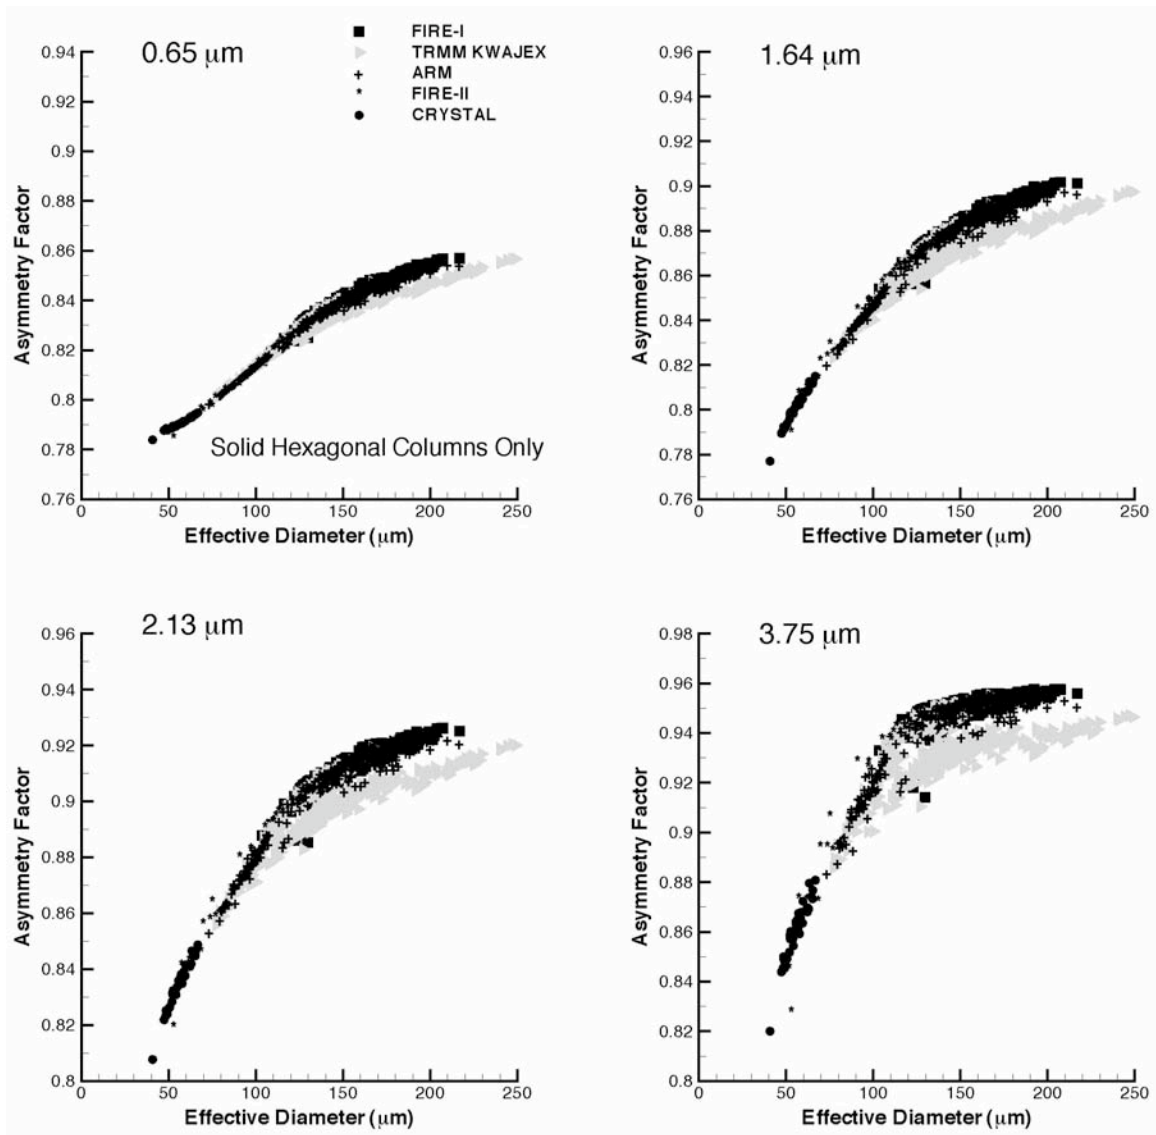 0.65 μm
FIRE-I
TRMM KWAJEX
ARM
FIRE-II
CRYSTAL
0.94
0.92
0.9
0.88
0.86
0.84
0.82
0.8
0.78
0.76
Asymmetry Factor
Solid Hexagonal Columns Only
0 50 100 150 200 250
Effective Diameter (μm)
1.64 μm
0.96
0.94
0.92
0.9
0.88
0.86
0.84
0.82
0.8
0.78
0.76
Asymmetry Factor
0 50 100 150 200 250
Effective Diameter (μm)
2.13 μm
0.96
0.94
0.92
0.9
0.88
0.86
0.84
0.82
0.8
Asymmetry Factor
0 50 100 150 200 250
Effective Diameter (μm)
3.75 μm
0.98
0.96
0.94
0.92
0.9
0.88
0.86
0.84
0.82
0.8
Asymmetry Factor
0 50 100 150 200 250
Effective Diameter (μm)